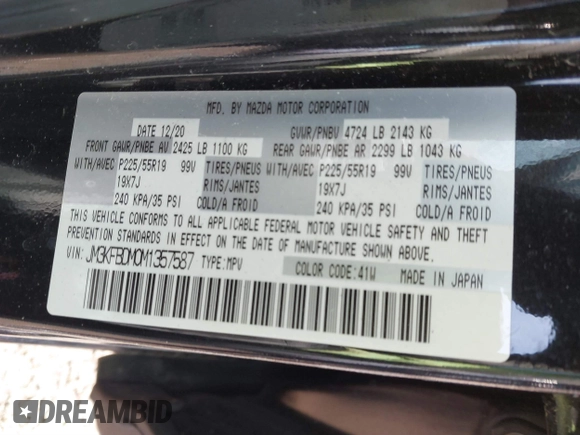 MFD. BY MAZDA MOTOR CORPORATION
DATE 12/20 GVWR/PNBV 4724 LB 2143 KG
FRONT GAWR/PNBE AV 2425 LB 1100 KG REAR GAWR/PNBE AR 2299 LB 1043 KG
WITH/AVEC P225/55R19 99V TIRES/PNEUS WITH/AVEC P225/55R19 99V TIRES/PNEUS
19X7J RIMS/JANTES 19X7J RIMS/JANTES
240 KPA/35 PSI COLD/A FROID 240 KPA/35 PSI COLD/A FROID
THIS VEHICLE CONFORMS TO ALL APPLICABLE FEDERAL MOTOR VEHICLE SAFETY AND THEFT
PREVENTION STANDARDS IN EFFECT ON THE DATE OF MANUFACTURE SHOWN ABOVE.
VIN: JM3KFBDM0M1357587 TYPE:MPV COLOR CODE:41W MADE IN JAPAN
DREAMBID